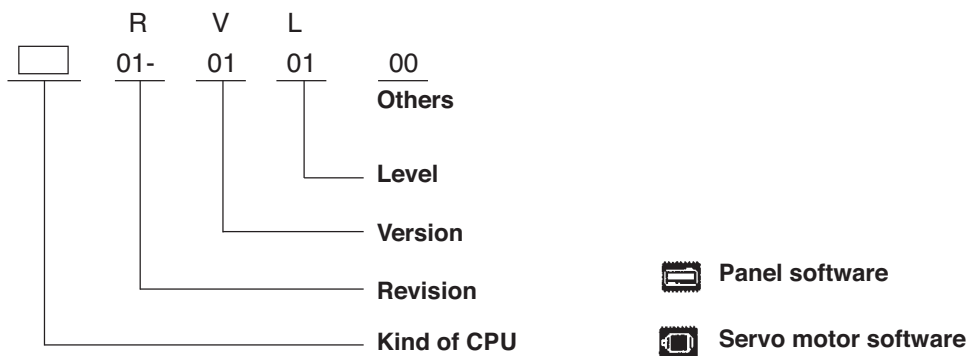 R V L
01- 01 01 00
Others
Level
Version
Revision
Kind of CPU
Panel software
Servo motor software